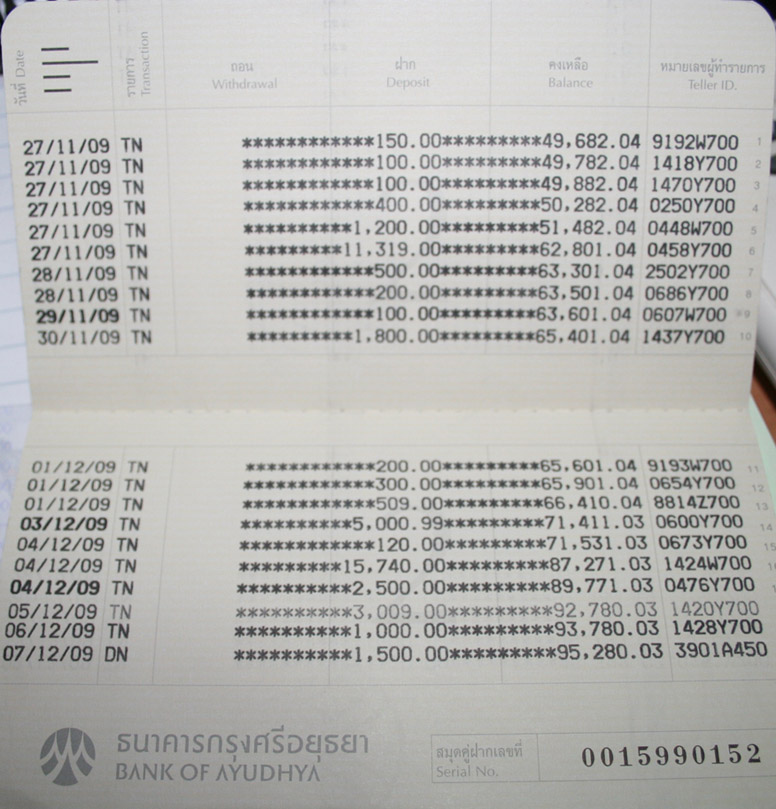 วันที่ Date รายการ Transaction ถอน Withdrawal ฝาก Deposit คงเหลือ Balance หมายเลขผู้ทำรายการ Teller ID.
27/11/09 TN ************150.00*********49,682.04 9192W700 1
27/11/09 TN ************100.00*********49,782.04 1418Y700 2
27/11/09 TN ************100.00*********49,882.04 1470Y700 3
27/11/09 TN ************400.00*********50,282.04 0250Y700 4
27/11/09 TN **********1,200.00*********51,482.04 0448W700 5
27/11/09 TN *********11,319.00*********62,801.04 0458Y700 6
28/11/09 TN ************500.00*********63,301.04 2502Y700 7
28/11/09 TN ************200.00*********63,501.04 0686Y700 8
29/11/09 TN ************100.00*********63,601.04 0607W700 9
30/11/09 TN **********1,800.00*********65,401.04 1437Y700 10
01/12/09 TN ************200.00*********65,601.04 9193W700 11
01/12/09 TN ************300.00*********65,901.04 0654Y700 12
01/12/09 TN ************509.00*********66,410.04 8814Z700 13
03/12/09 TN **********5,000.99*********71,411.03 0600Y700 14
04/12/09 TN ************120.00*********71,531.03 0673Y700 15
04/12/09 TN *********15,740.00*********87,271.03 1424W700
04/12/09 TN **********2,500.00*********89,771.03 0476Y700
05/12/09 TN **********3,009.00*********92,780.03 1420Y700
06/12/09 TN **********1,000.00*********93,780.03 1428Y700
07/12/09 DN **********1,500.00*********95,280.03 3901A450
ธนาคารกรุงศรีอยุธยา
BANK OF AYUDHYA
สมุดคู่ฝากเลขที่
Serial No. 0015990152